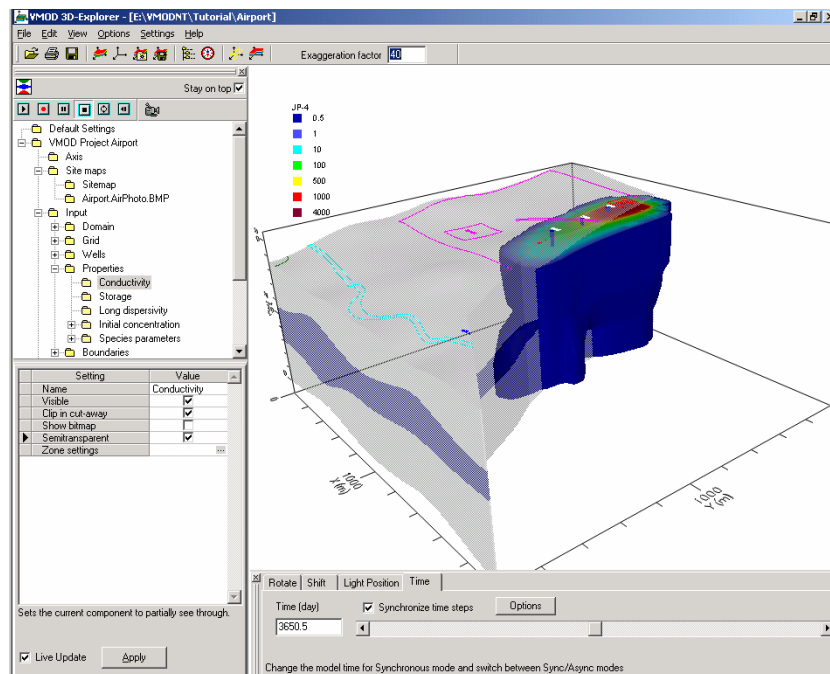 VMOD 3D-Explorer - [E:\VMODNT\Tutorial\Airport]
File Edit View Options Settings Help
Exaggeration factor 40
Stay on top
Default Settings
VMOD Project Airport
Axis
Site maps
Sitemap
Airport.AirPhoto.BMP
Input
Domain
Grid
Wells
Properties
Conductivity
Storage
Long dispersivity
Initial concentration
Species parameters
Boundaries
Setting Value
Name Conductivity
Visible
Clip in cut-away
Show bitmap
Semitransparent
Zone settings ...
Sets the current component to partially see through.
Live Update Apply
JP-4
0.5
1
10
100
500
1000
4000
1000
X (m)
1000
Y (m)
Rotate Shift Light Position Time
Time (day) Synchronize time steps Options
3650.5
Change the model time for Synchronous mode and switch between Sync/Async modes